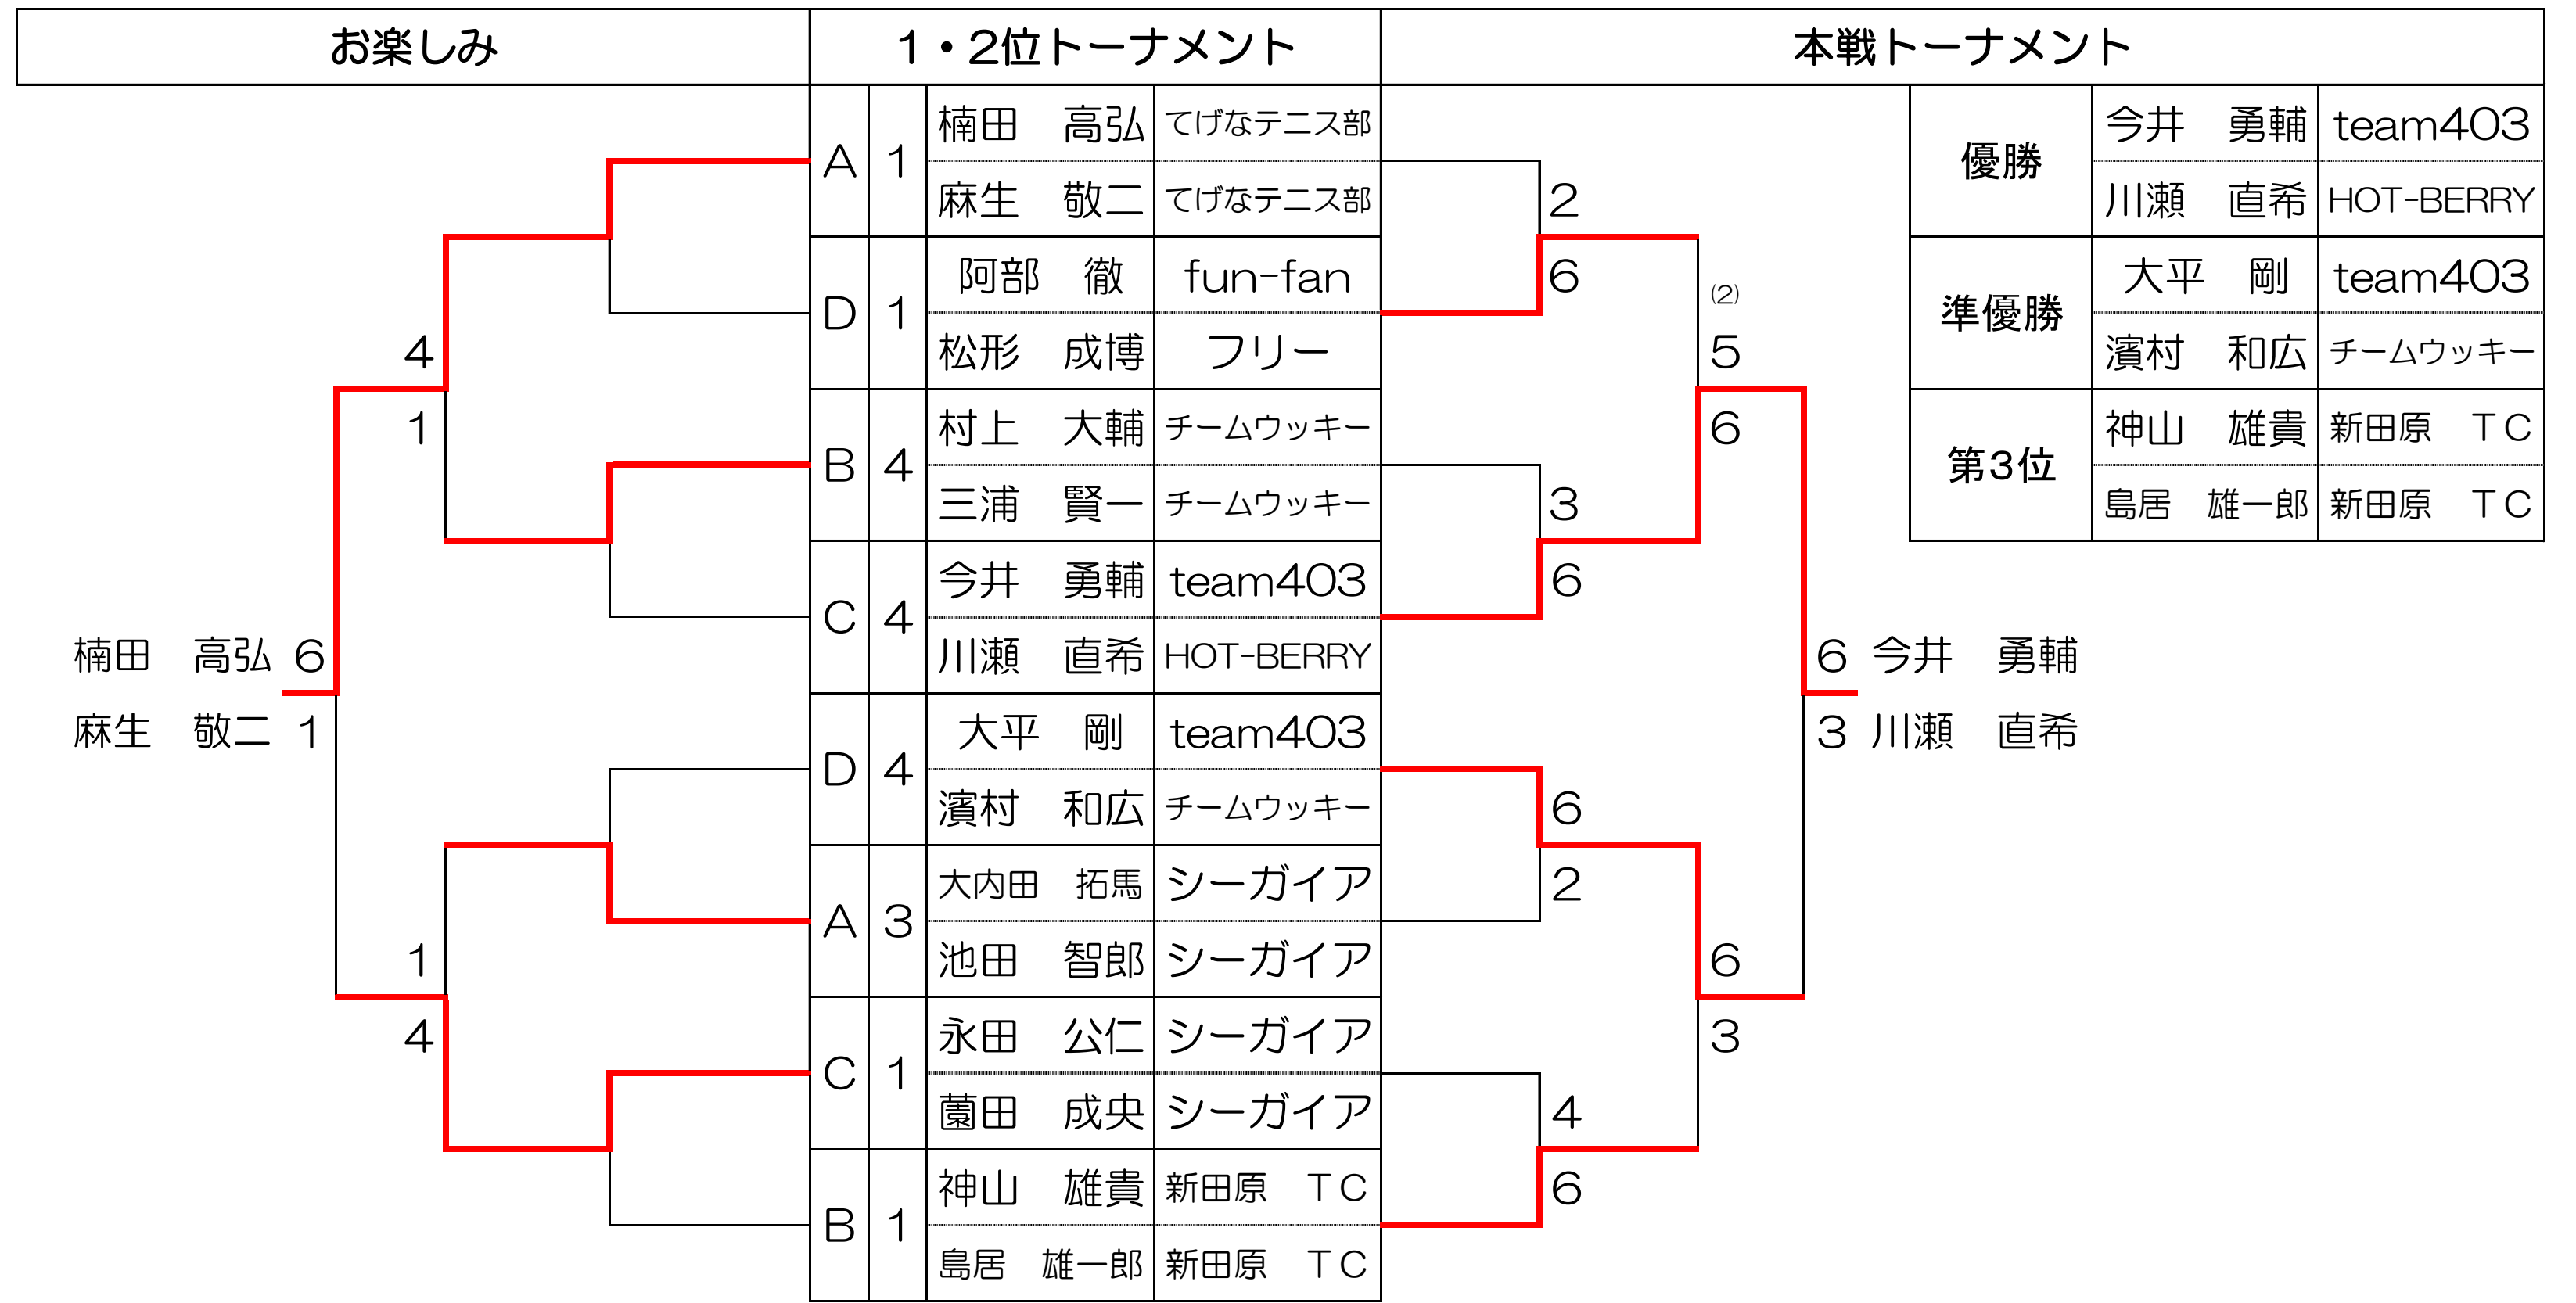 お楽しみ 1・2位トーナメント 本戦トーナメント
A 1 楠田 高弘 てげなテニス部
麻生 敬二 てげなテニス部
D 1 阿部 徹 fun-fan
松形 成博 フリー
B 4 村上 大輔 チームウッキー
三浦 賢一 チームウッキー
C 4 今井 勇輔 team403
川瀬 直希 HOT-BERRY
D 4 大平 剛 team403
濱村 和広 チームウッキー
A 3 大内田 拓馬 シーガイア
池田 智郎 シーガイア
C 1 永田 公仁 シーガイア
薗田 成央 シーガイア
B 1 神山 雄貴 新田原 TC
島居 雄一郎 新田原 TC
4
1
楠田 高弘 6
麻生 敬二 1
1
4
2
6
(2)
5
6
3
6
6 今井 勇輔
3 川瀬 直希
6
2
6
3
4
6
優勝 今井 勇輔 team403
川瀬 直希 HOT-BERRY
準優勝 大平 剛 team403
濱村 和広 チームウッキー
第3位 神山 雄貴 新田原 TC
島居 雄一郎 新田原 TC